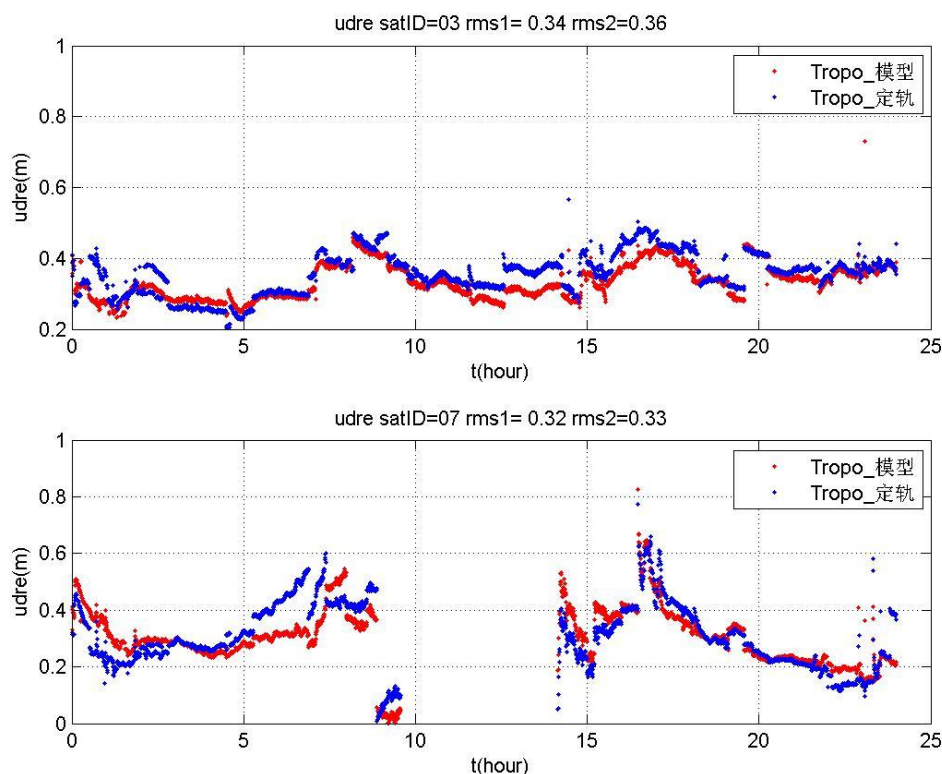 udre satID=03 rms1= 0.34 rms2=0.36
1
0.8
0.6
0.4
0.2
udre(m)
Tropo_模型
Tropo_定轨
0 5 10 15 20 25
t(hour)
udre satID=07 rms1= 0.32 rms2=0.33
1
0.8
0.6
0.4
0.2
0
udre(m)
Tropo_模型
Tropo_定轨
0 5 10 15 20 25
t(hour)